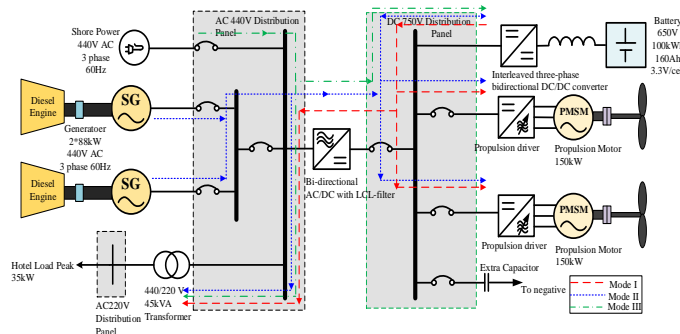 Shore Power
440V AC
3 phase
60Hz
AC 440V Distribution
Panel
DC 750V Distribution
Panel
Battery
650V
100kWh
160Ah
3.3V/ce
Interleaved three-phase
bidirectional DC/DC converter
Diesel
Engine
SG
Generatoer
2*88kW
440V AC
3 phase 60Hz
Diesel
Engine
SG
Bi-directional
AC/DC with LCL-filter
PMSM
Propulsion driver
Propulsion Motor
150kW
PMSM
Propulsion driver
Propulsion Motor
150kW
Hotel Load Peak
35kW
AC220V
Distribution
Panel
440/220 V
45kVA
Transformer
Extra Capacitor
To negative
Mode I
Mode II
Mode III